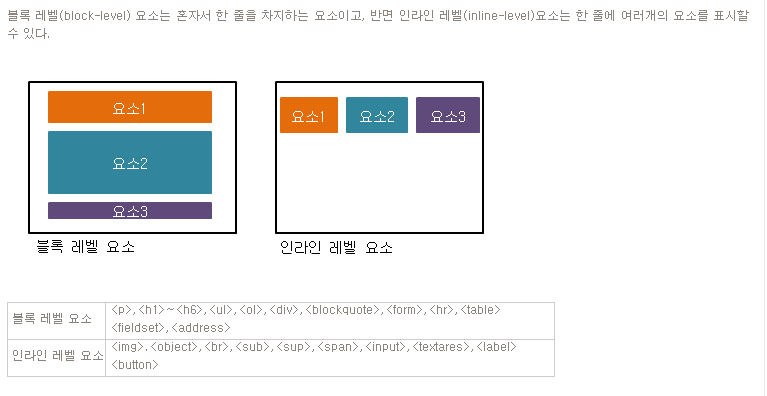 블록 레벨(block-level) 요소는 혼자서 한 줄을 차지하는 요소이고, 반면 인라인 레벨(inline-level)요소는 한 줄에 여러개의 요소를 표시할
수 있다.
요소1
요소2
요소3
블록 레벨 요소
요소1 요소2 요소3
인라인 레벨 요소
블록 레벨 요소 <p>,<h1>~<h6>,<ul>,<ol>,<div>,<blockquote>,<form>,<hr>,<table>
<fieldset>,<address>
인라인 레벨 요소 <img>.<object>,<br>,<sub>,<sup>,<span>,<input>,<textares>,<label>
<button>